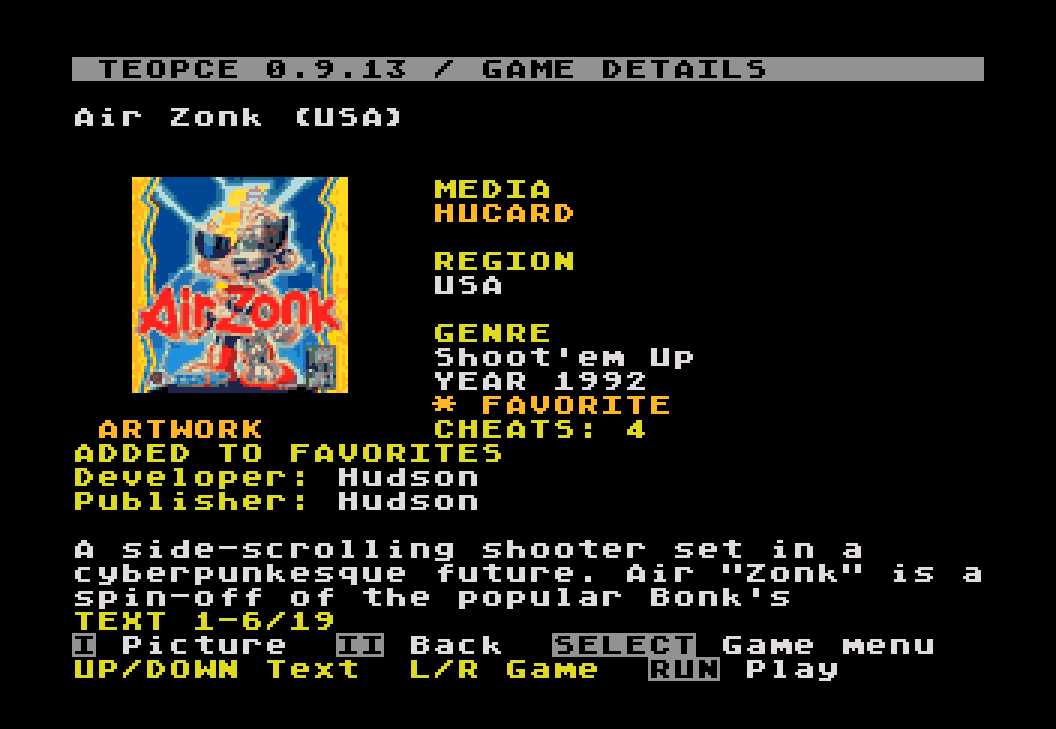 TEOPCE 0.9.13 / GAME DETAILS
Air Zonk (USA)
Air Zonk
MEDIA
HUCARD
REGION
USA
GENRE
Shoot'em Up
YEAR 1992
* FAVORITE
ARTWORK
CHEATS: 4
ADDED TO FAVORITES
Developer: Hudson
Publisher: Hudson
A side-scrolling shooter set in a
cyberpunkesque future. Air "Zonk" is a
spin-off of the popular Bonk's
TEXT 1-6/19
I Picture II Back SELECT Game menu
UP/DOWN Text L/R Game RUN Play